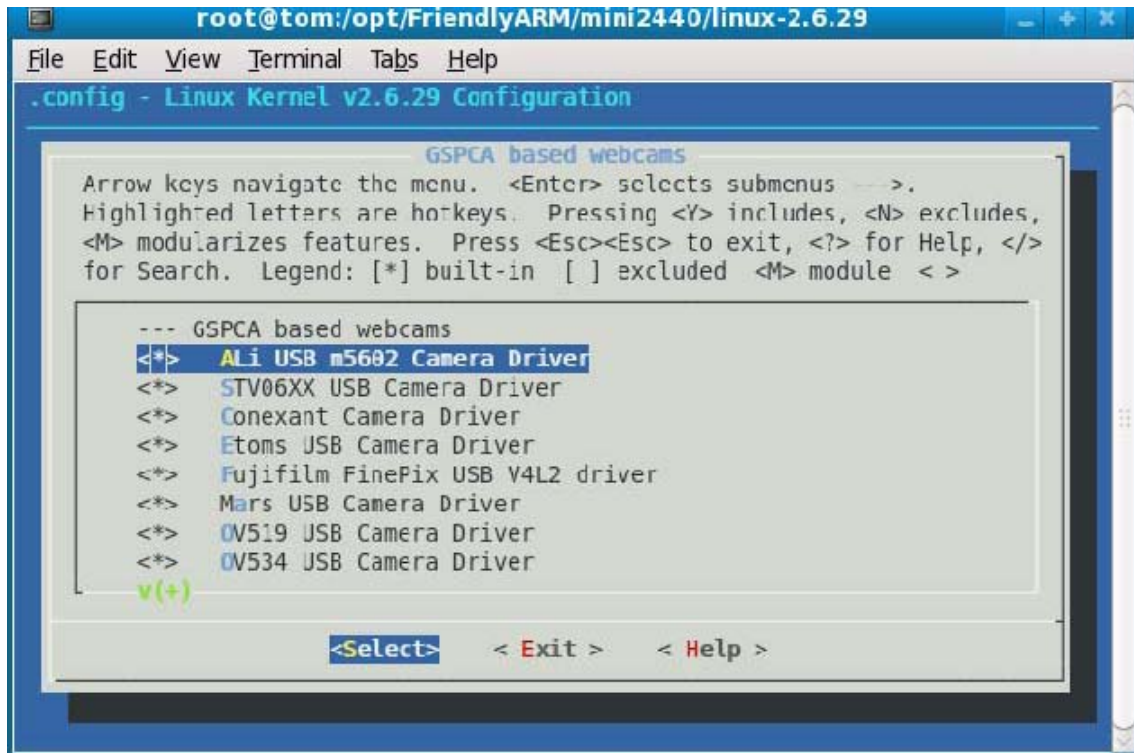 root@tom:/opt/FriendlyARM/mini2440/linux-2.6.29
File Edit View Terminal Tabs Help
.config - Linux Kernel v2.6.29 Configuration
GSPCA based webcams
Arrow keys navigate the menu. <Enter> selects submenus --->.
Highlighted letters are hotkeys. Pressing <Y> includes, <N> excludes,
<M> modularizes features. Press <Esc><Esc> to exit, <?> for Help, </>
for Search. Legend: [*] built-in [ ] excluded <M> module < >
--- GSPCA based webcams
<*> ALi USB m5602 Camera Driver
<*> STV06XX USB Camera Driver
<*> Conexant Camera Driver
<*> Etoms USB Camera Driver
<*> Fujifilm FinePix USB V4L2 driver
<*> Mars USB Camera Driver
<*> OV519 USB Camera Driver
<*> OV534 USB Camera Driver
v(+)
<Select> < Exit > < Help >